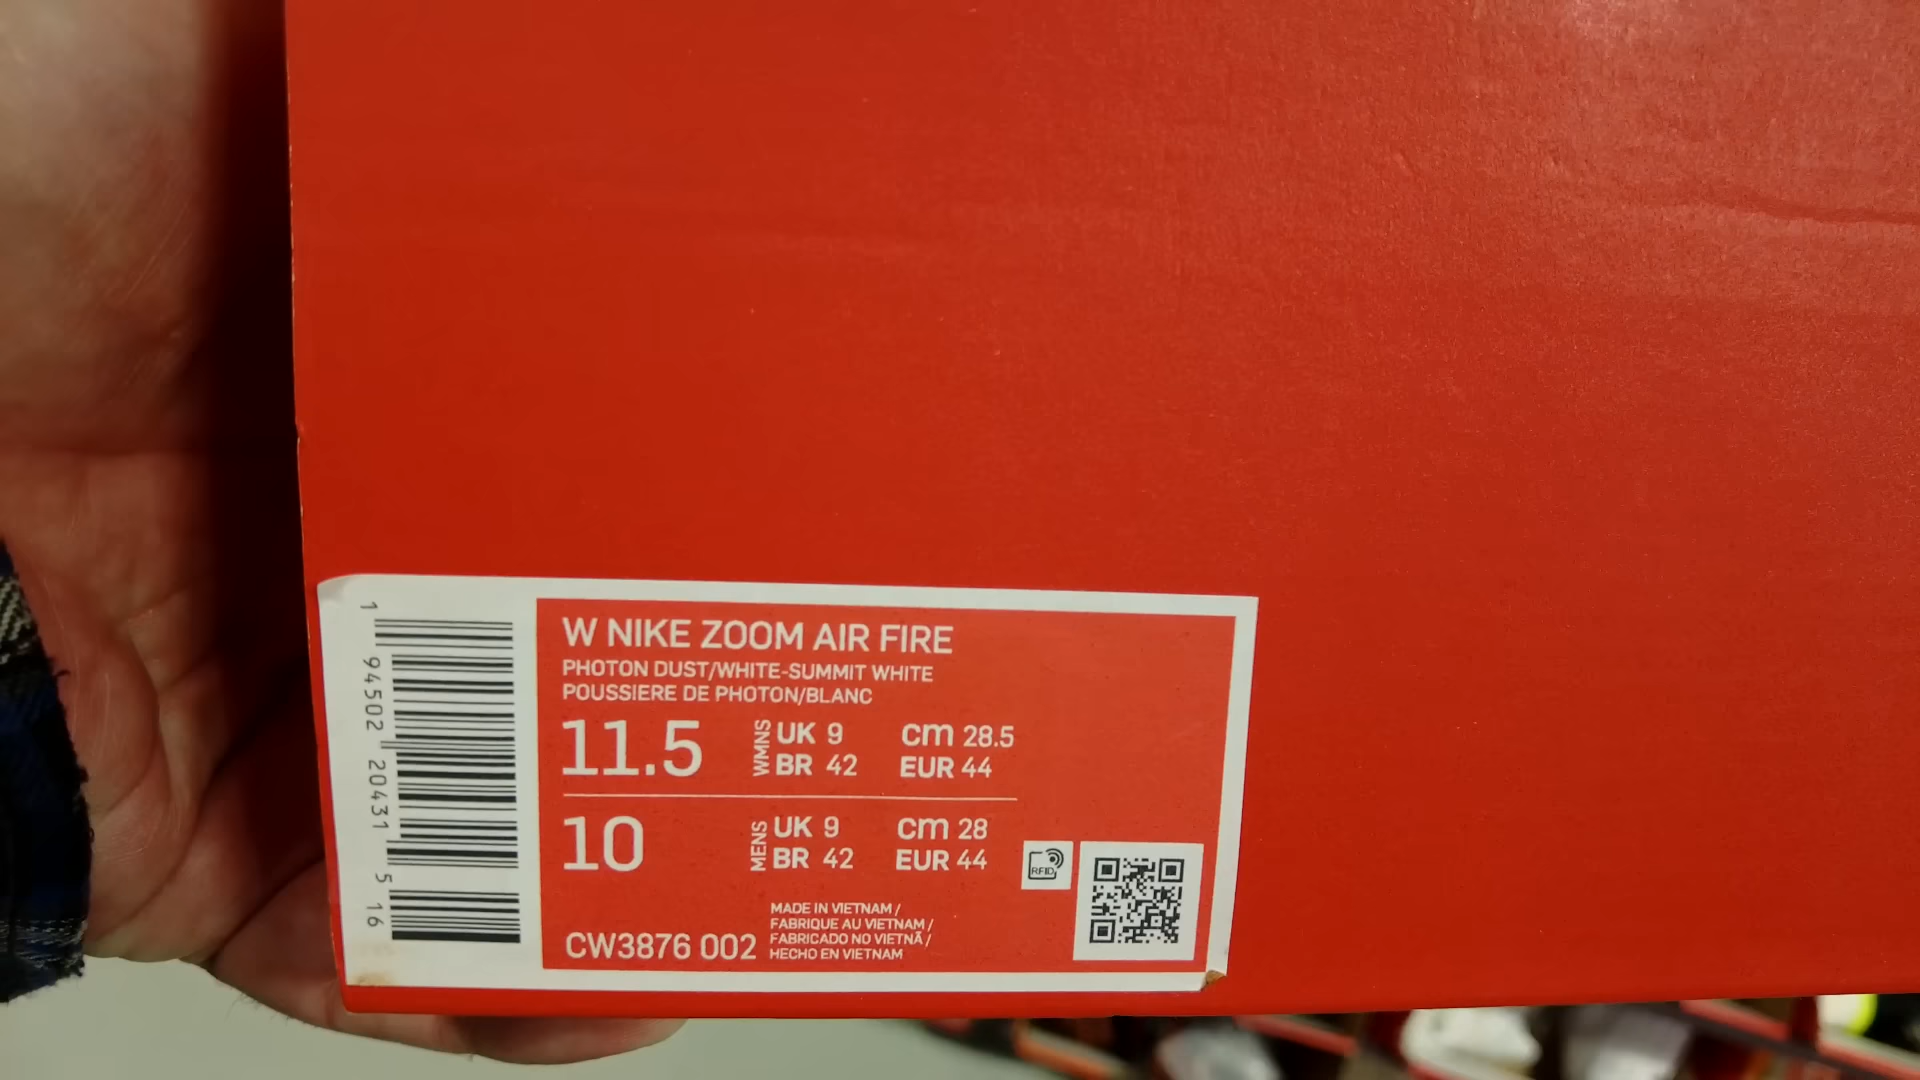 W NIKE ZOOM AIR FIRE
PHOTON DUST/WHITE-SUMMIT WHITE
POUSSIERE DE PHOTON/BLANC
11.5 WMNS UK 9 cm 28.5
BR 42 EUR 44
10 MENS UK 9 cm 28
BR 42 EUR 44
RFID
MADE IN VIETNAM /
FABRIQUE AU VIETNAM /
FABRICADO NO VIETNÃ /
HECHO EN VIETNAM
CW3876 002
1 94502 20431 5 16